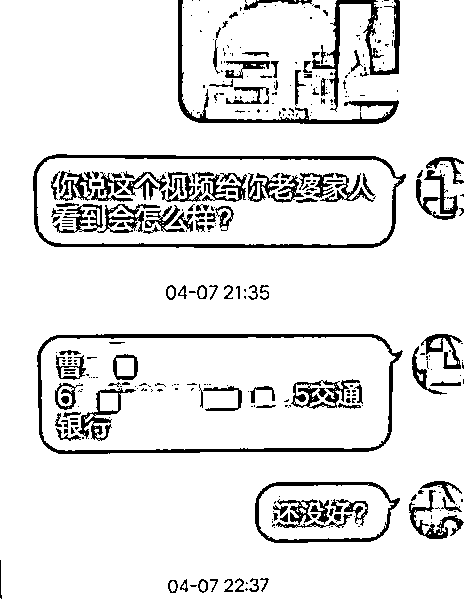 你说这个视频给你老婆家人
看到会怎么样?
04-07 21:35
曹
6 5交通
银行
还没好?
04-07 22:37